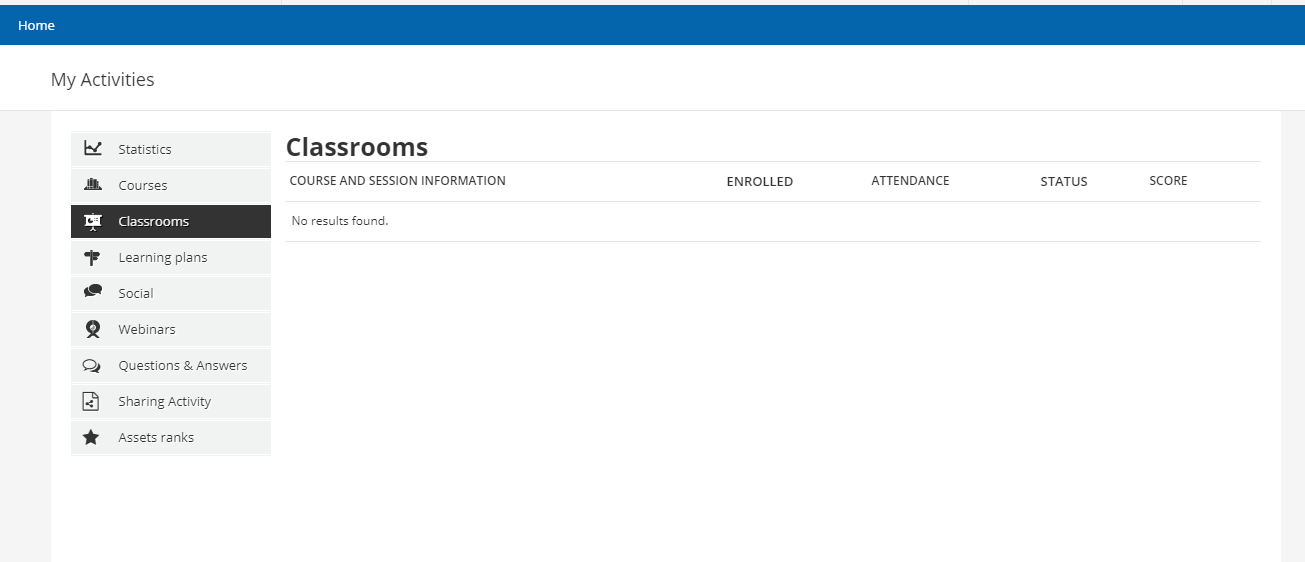 Home
My Activities
Statistics
Courses
Classrooms
Learning plans
Social
Webinars
Questions & Answers
Sharing Activity
Assets ranks
Classrooms
COURSE AND SESSION INFORMATION ENROLLED ATTENDANCE STATUS SCORE
No results found.